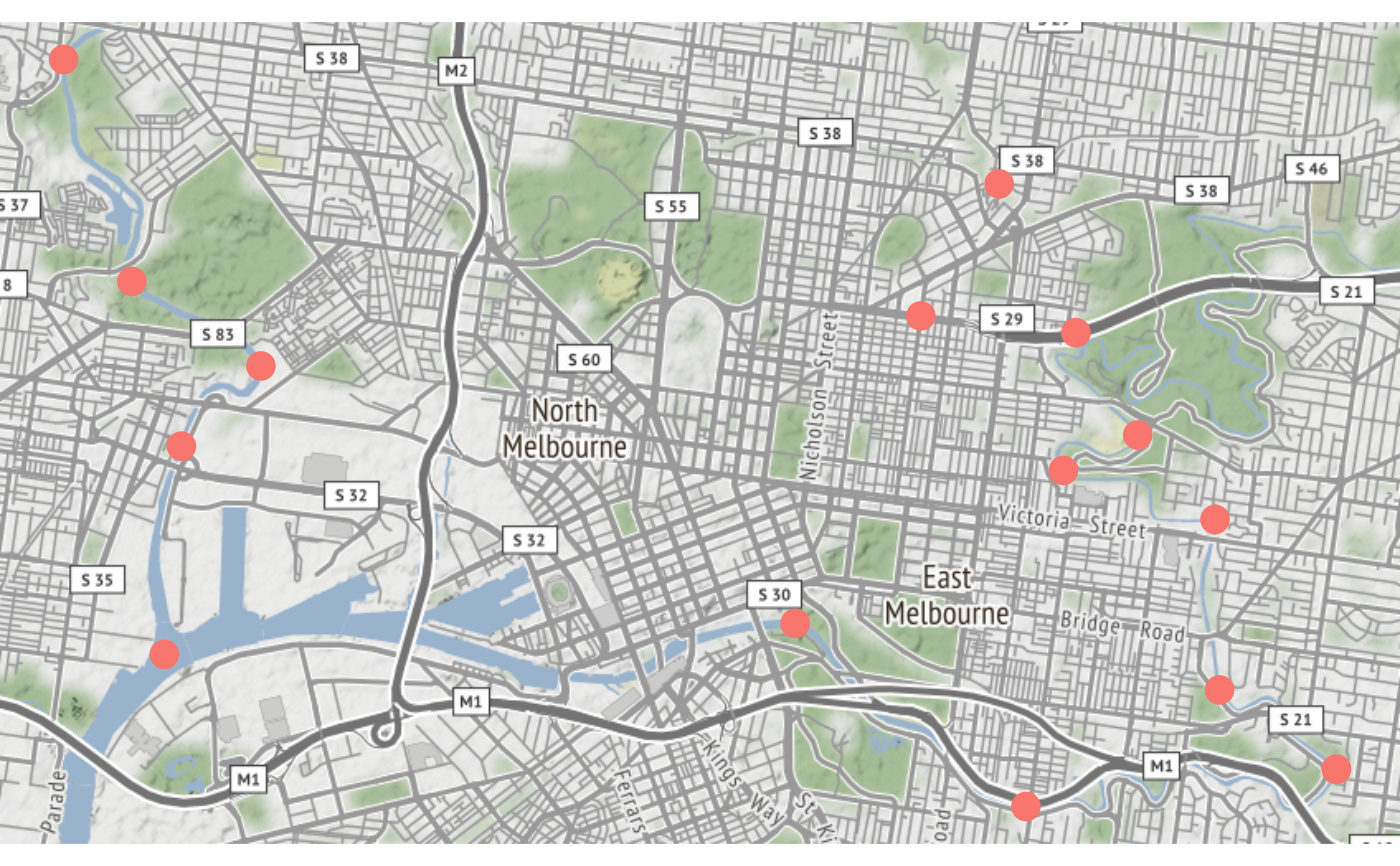 S 38
M2
S 38
S 38
S 46
S 38
S 37
S 55
8
S 21
S 83
S 29
S 60
Nicholson Street
North
Melbourne
S 32
Victoria Street
S 32
S 35
S 30
East
Melbourne
Bridge Road
M1
S 21
M1
M1
Parade
Ferrars
Kings Way
St Ki
oad